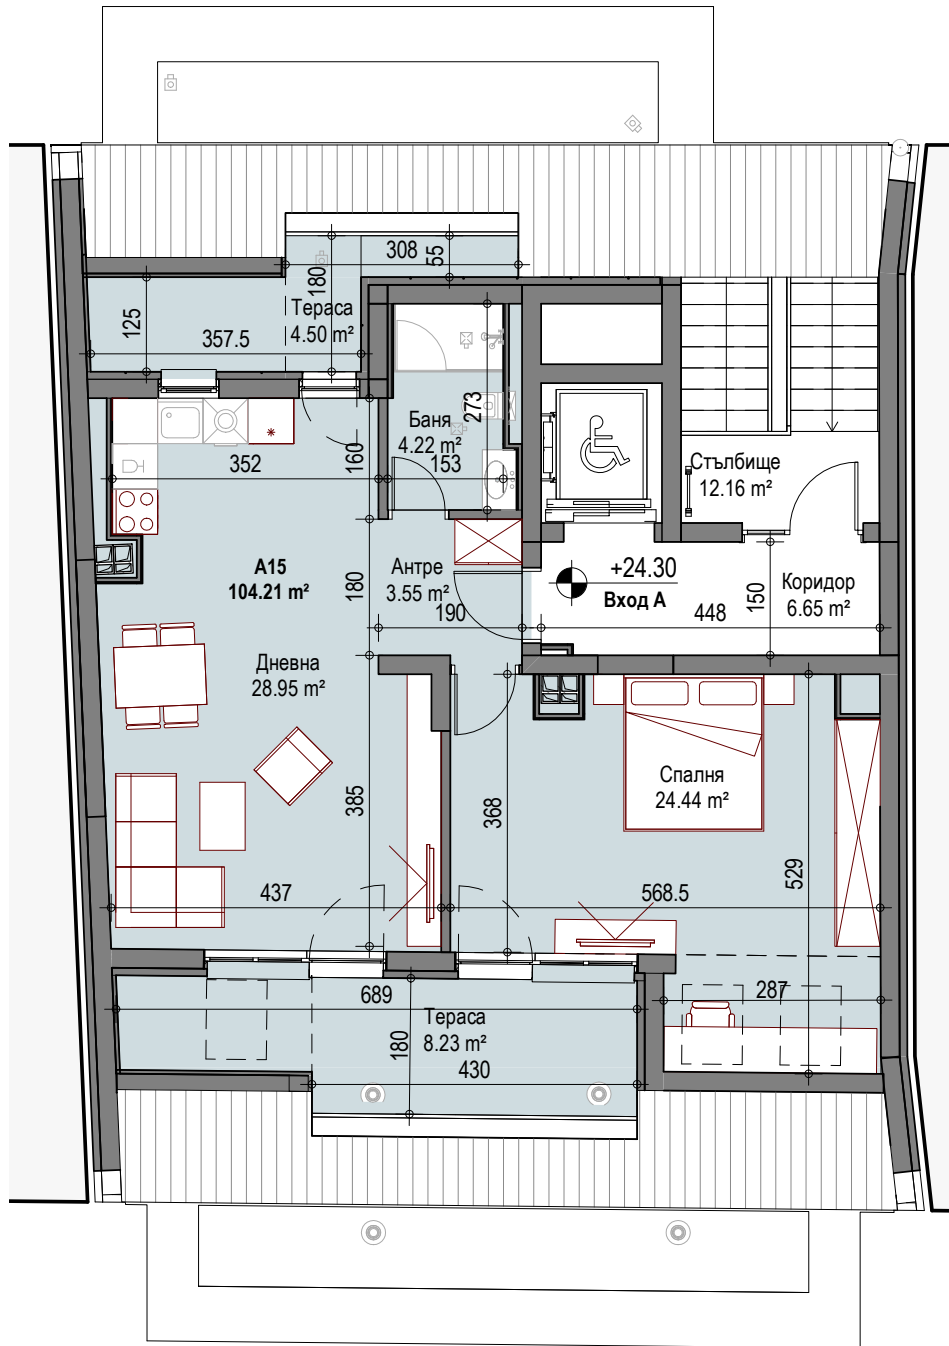 308
55
180
Тераса
4.50 m²
125
357.5
Баня
4.22 m²
273
153
352
160
Стълбище
12.16 m²
А15
104.21 m²
180
Антре
3.55 m²
190
+24.30
Вход А
448
150
Коридор
6.65 m²
Дневна
28.95 m²
385
368
Спалня
24.44 m²
529
437
568.5
287
689
Тераса
8.23 m²
180
430